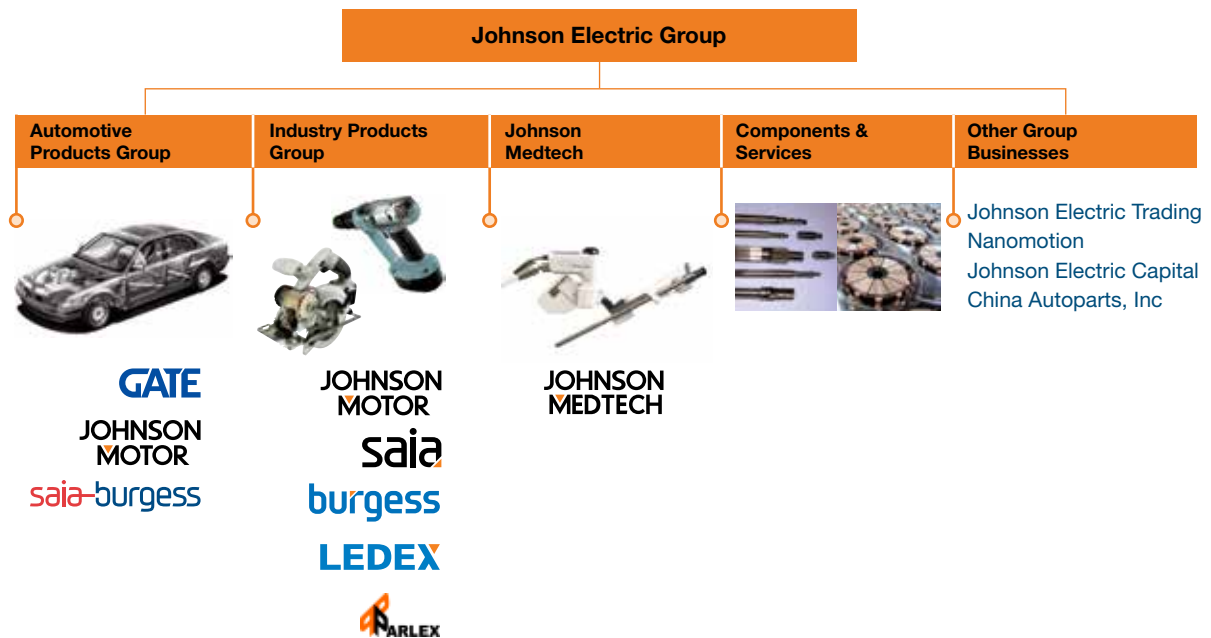 Johnson Electric Group
Automotive
Products Group
Industry Products
Group
Johnson
Medtech
Components &
Services
Other Group
Businesses
GATE
JOHNSON
MOTOR
saia-burgess
JOHNSON
MOTOR
saia
burgess
LEDEX
PARLEX
JOHNSON
MEDTECH
Johnson Electric Trading
Nanomotion
Johnson Electric Capital
China Autoparts, Inc